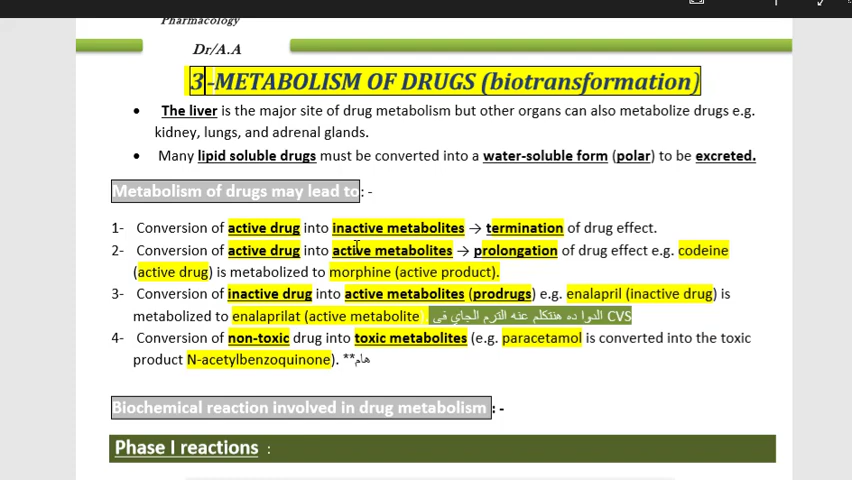 Pharmacology
Dr/A.A
3-METABOLISM OF DRUGS (biotransformation)
• The liver is the major site of drug metabolism but other organs can also metabolize drugs e.g.
kidney, lungs, and adrenal glands.
• Many lipid soluble drugs must be converted into a water-soluble form (polar) to be excreted.
Metabolism of drugs may lead to: -
1- Conversion of active drug into inactive metabolites → termination of drug effect.
2- Conversion of active drug into active metabolites → prolongation of drug effect e.g. codeine
(active drug) is metabolized to morphine (active product).
3- Conversion of inactive drug into active metabolites (prodrugs) e.g. enalapril (inactive drug) is
metabolized to enalaprilat (active metabolite). الدوا ده هنتكلم عنه الترم الجاي فى CVS
4- Conversion of non-toxic drug into toxic metabolites (e.g. paracetamol is converted into the toxic
product N-acetylbenzoquinone). **هام
Biochemical reaction involved in drug metabolism : -
Phase I reactions :